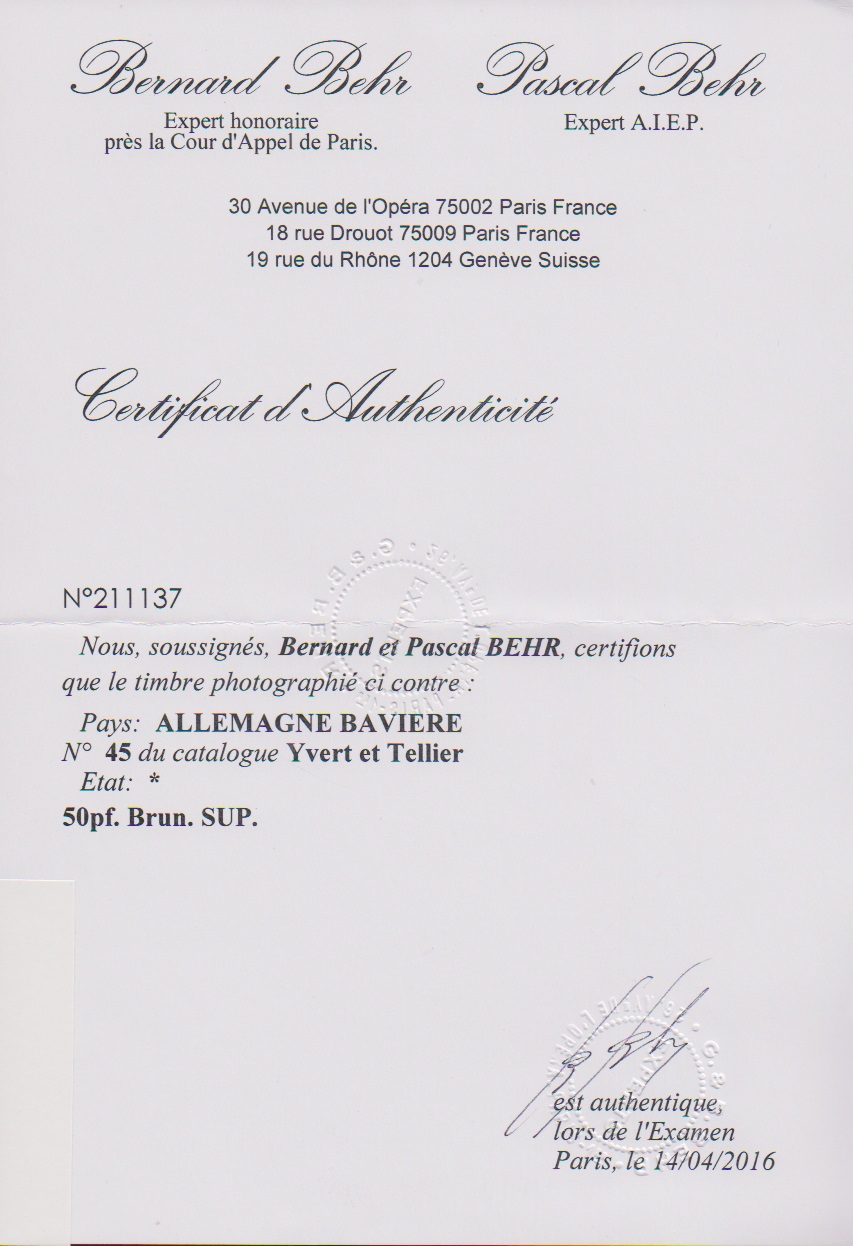 Bernard Behr
Pascal Behr
Expert honoraire
près la Cour d'Appel de Paris.
Expert A.I.E.P.
30 Avenue de l'Opéra 75002 Paris France
18 rue Drouot 75009 Paris France
19 rue du Rhône 1204 Genève Suisse
Certificat d'Authenticité
N°211137
Nous, soussignés, Bernard et Pascal BEHR, certifions
que le timbre photographié ci contre :
Pays: ALLEMAGNE BAVIERE
N° 45 du catalogue Yvert et Tellier
Etat: *
50pf. Brun. SUP.
est authentique,
lors de l'Examen
Paris, le 14/04/2016